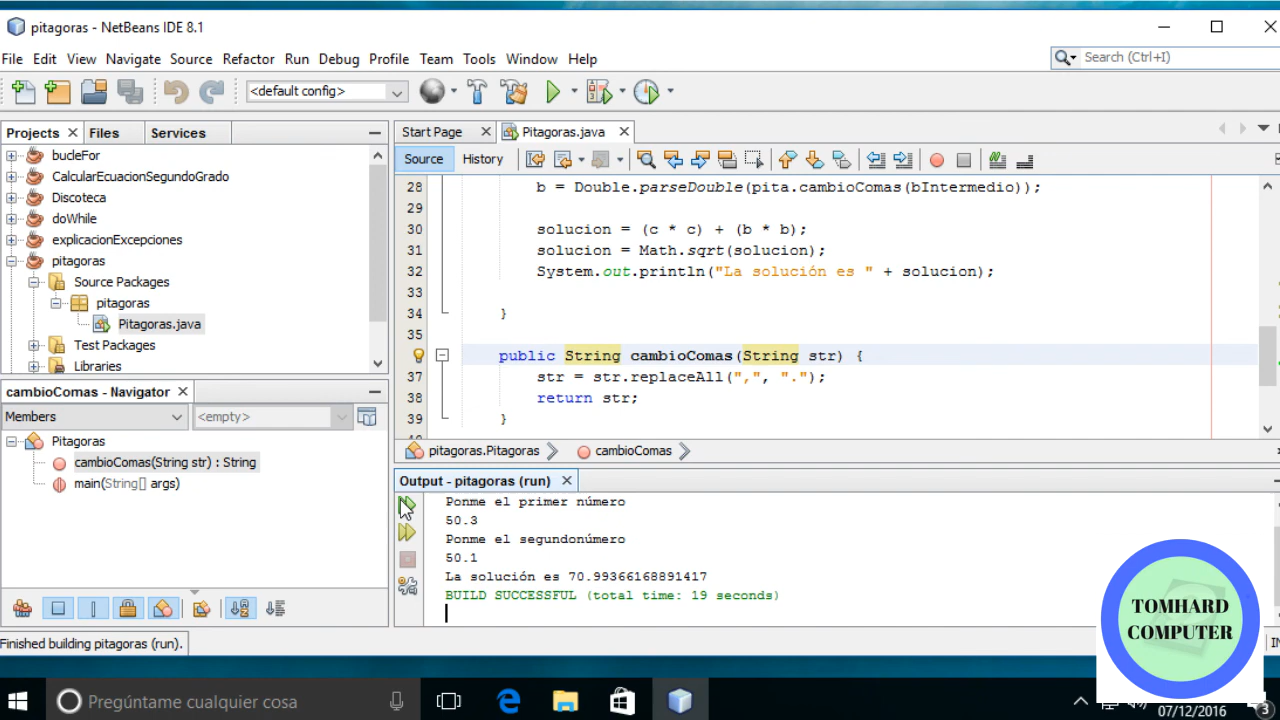 pitagoras - NetBeans IDE 8.1
File Edit View Navigate Source Refactor Run Debug Profile Team Tools Window Help
Search (Ctrl+I)
<default config>
Projects Files Services
budeFor
CalcularEcuacionSegundoGrado
Discoteca
doWhile
explicacionExcepciones
pitagoras
Source Packages
pitagoras
Pitagoras.java
Test Packages
Libraries
cambioComas - Navigator
Members <empty>
Pitagoras
cambioComas(String str) : String
main(String[] args)
Start Page Pitagoras.java
Source History
28 b = Double.parseDouble(pita.cambioComas(bIntermedio));
29
30 solucion = (c * c) + (b * b);
31 solucion = Math.sqrt(solucion);
32 System.out.println("La solución es " + solucion);
33
34 }
35
public String cambioComas(String str) {
37 str = str.replaceAll(",", ".");
38 return str;
39 }
pitagoras.Pitagoras cambioComas
Output - pitagoras (run)
Ponme el primer número
50.3
Ponme el segundonúmero
50.1
La solución es 70.99366168891417
BUILD SUCCESSFUL (total time: 19 seconds)
Finished building pitagoras (run).
TOMHARD
COMPUTER
Pregúntame cualquier cosa
07/12/2016
3